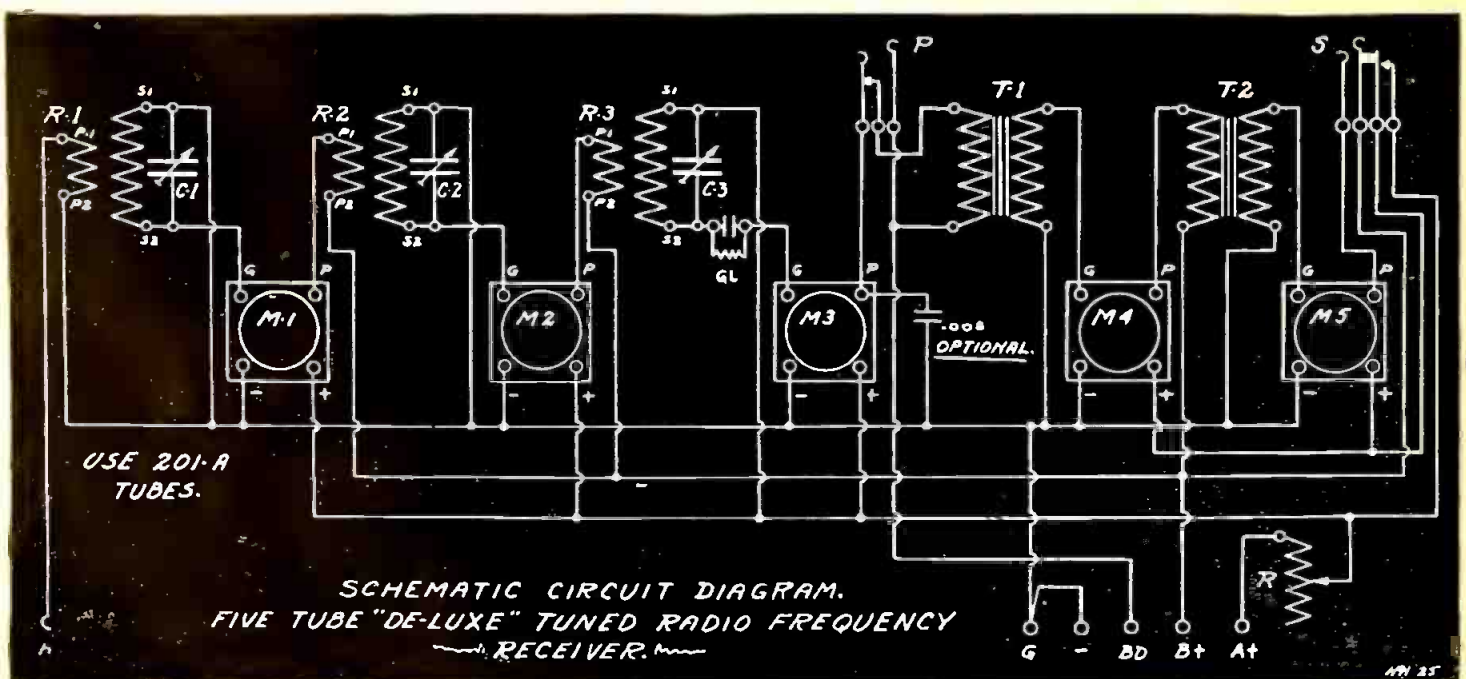 P
S
T·1
T·2
S1
S1
S1
R·1
P·1
R·2
P1
R·3
P1
C·1
C·2
C·3
P2
P2
P2
S2
S2
S2
GL
G
P
G
P
G
P
G
P
G
P
M·1
M2
M3
M4
M5
.002
OPTIONAL.
-
+
-
+
-
+
-
+
-
+
USE 201·A
TUBES.
R
SCHEMATIC CIRCUIT DIAGRAM.
FIVE TUBE "DE-LUXE" TUNED RADIO FREQUENCY
RECEIVER.
G
-
BD
B+
A+